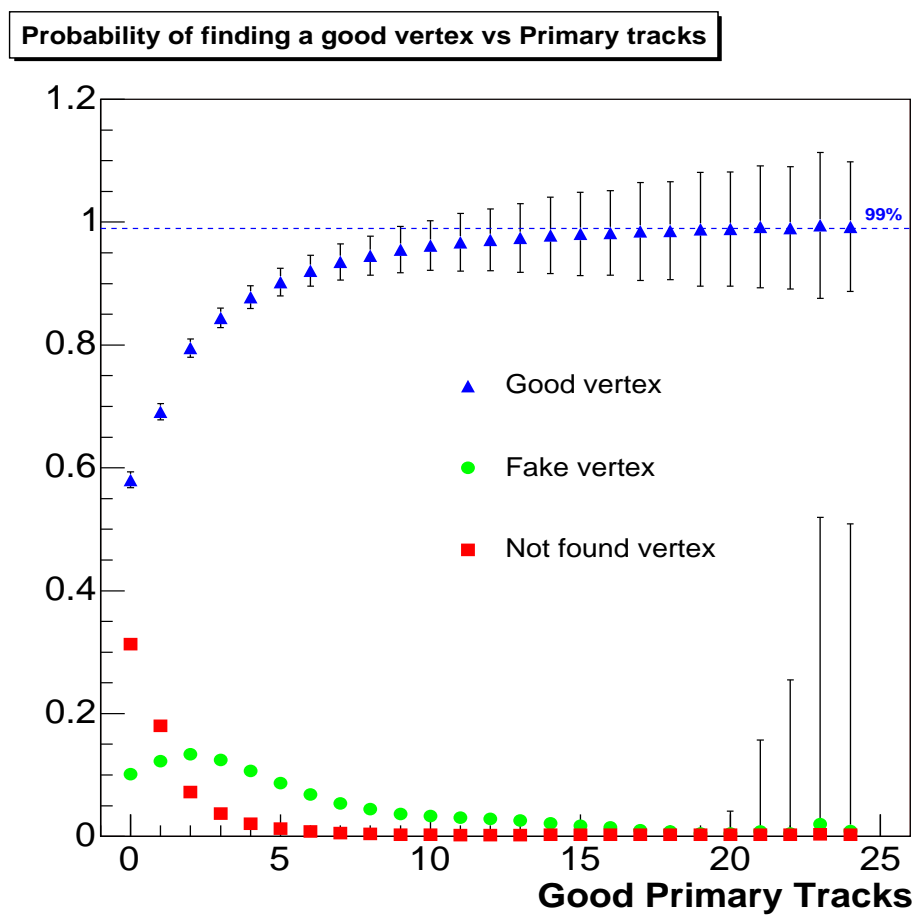 Probability of finding a good vertex vs Primary tracks
1.2
1
0.8
0.6
0.4
0.2
0
99%
Good vertex
Fake vertex
Not found vertex
0 5 10 15 20 25
Good Primary Tracks